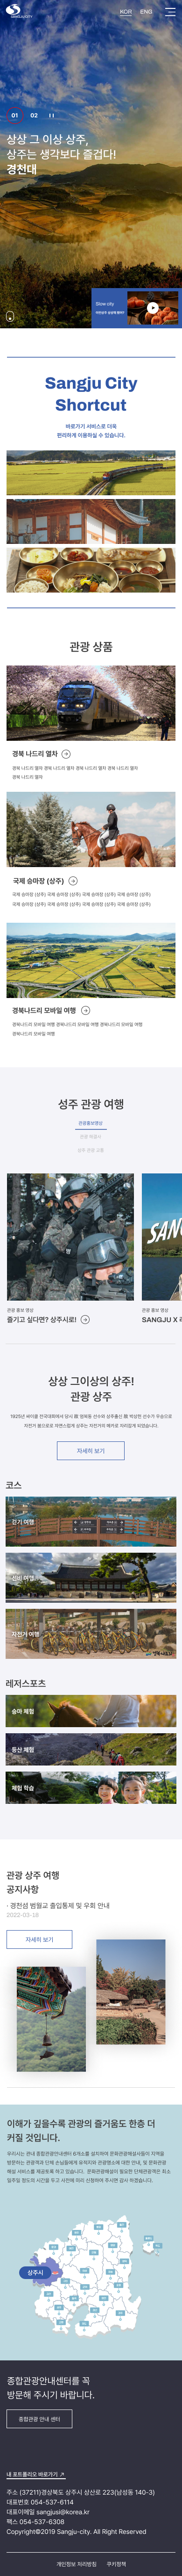 SANGJU CITY
KOR ENG
01 02
상상 그 이상 상주,
상주는 생각보다 즐겁다!
경천대
Slow city
Sangju City
Shortcut
바로가기 서비스로 더욱
편리하게 이용하실 수 있습니다.
관광 상품
경북 나드리 열차
경북 나드리 열차 경북 나드리 열차 경북 나드리 열차 경북 나드리 열차
경북 나드리 열차
국제 승마장 (상주)
국제 승마장 (상주) 국제 승마장 (상주) 국제 승마장 (상주) 국제 승마장 (상주)
국제 승마장 (상주) 국제 승마장 (상주) 국제 승마장 (상주) 국제 승마장 (상주)
경북나드리 모바일 여행
경북나드리 모바일 여행 경북나드리 모바일 여행 경북나드리 모바일 여행
경북나드리 모바일 여행
성주 관광 여행
관광홍보영상
관광 홍보 영상
즐기고 싶다면? 상주시로!
관광 홍보 영상
SANGJU X
상상 그이상의 상주!
관광 상주
자세히 보기
코스
걷기 여행
자전거 여행
레저스포츠
승마 체험
등산 체험
체험 학습
관광 상주 여행
공지사항
· 경천섬 범월교 출입통제 및 우회 안내
2022-03-16
자세히 보기
이해가 깊을수록 관광의 즐거움도 한층 더
커질 것입니다.
상주시
종합관광안내센터를 꼭
방문해 주시기 바랍니다.
종합관광 안내 센터
내 포트폴리오 바로가기 ↗
주소 (37211)경상북도 상주시 상산로 223(남성동 140-3)
대표번호 054-537-6114
대표이메일 sangjusi@korea.kr
팩스 054-537-6308
Copyright©2019 Sangju-city. All Right Reserved
개인정보 처리방침 쿠키정책